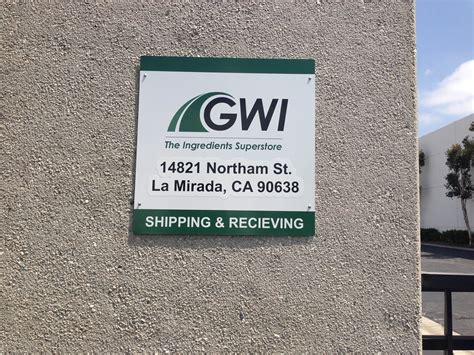 GWI
The Ingredients Superstore
14821 Northam St.
La Mirada, CA 90638
SHIPPING & RECIEVING